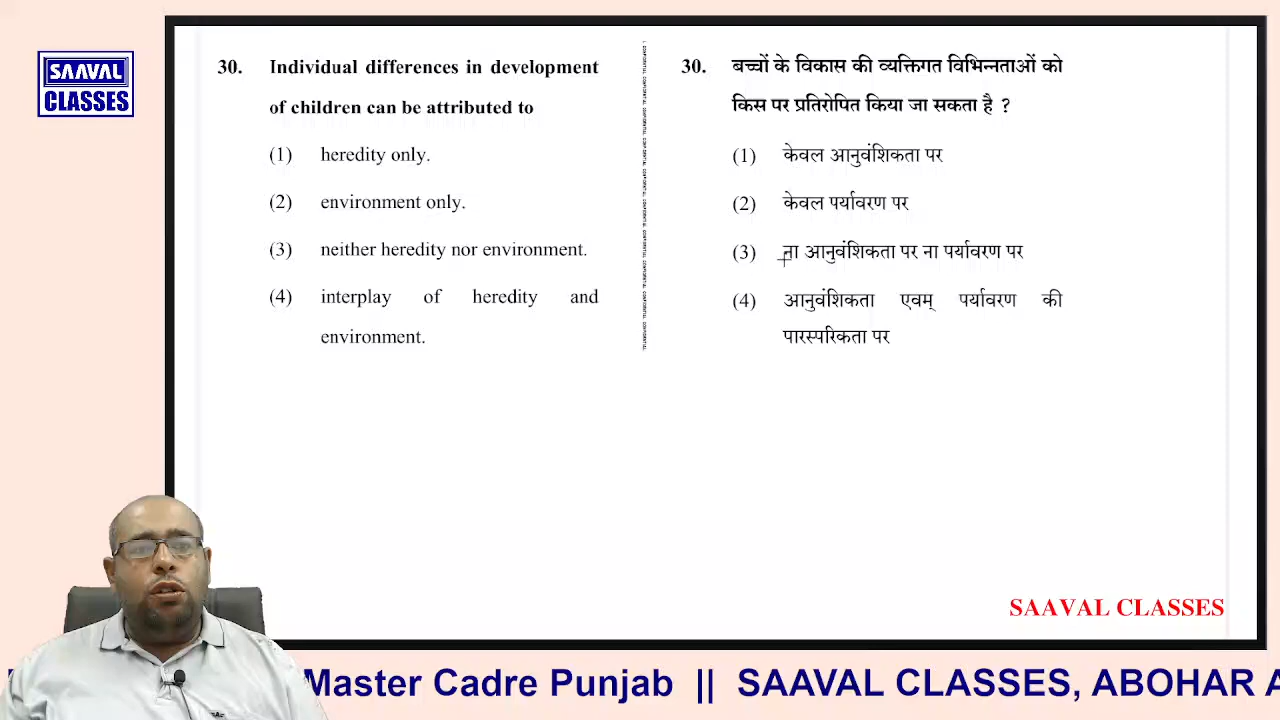 SAAVAL
CLASSES
30. Individual differences in development
of children can be attributed to
(1) heredity only.
(2) environment only.
(3) neither heredity nor environment.
(4) interplay of heredity and
environment.
30. बच्चों के विकास की व्यक्तिगत विभिन्नताओं को
किस पर प्रतिरोपित किया जा सकता है ?
(1) केवल आनुवंशिकता पर
(2) केवल पर्यावरण पर
(3) ना आनुवंशिकता पर ना पर्यावरण पर
(4) आनुवंशिकता एवम् पर्यावरण की
पारस्परिकता पर
SAAVAL CLASSES
Master Cadre Punjab || SAAVAL CLASSES, ABOHAR